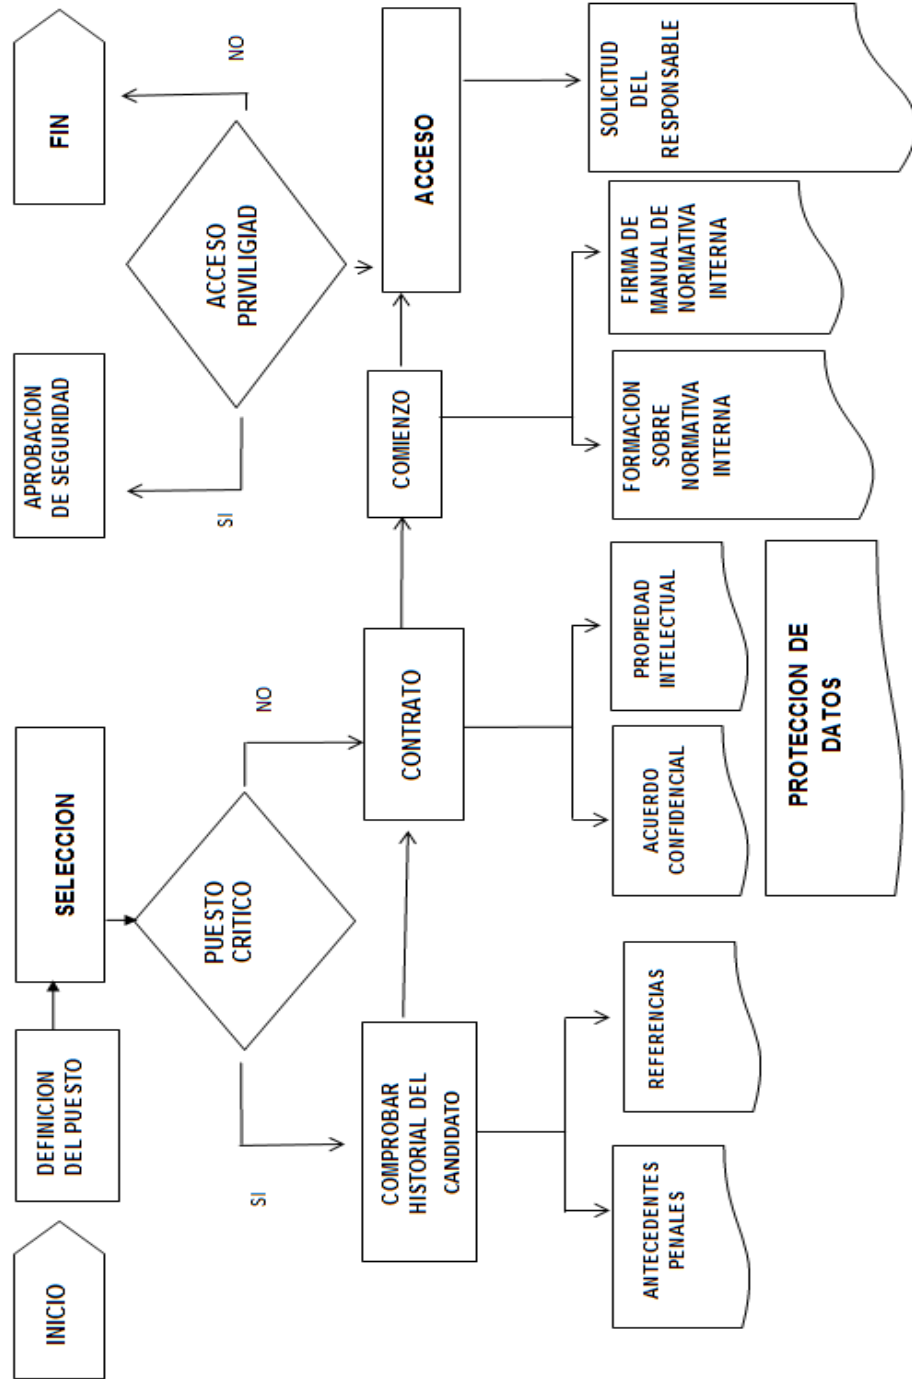 INICIO
DEFINICION
DEL PUESTO
SELECCION
APROBACION
DE SEGURIDAD
FIN
SI
PUESTO
CRITICO
NO
SI
ACCESO
PRIVILIGIAD
NO
COMPROBAR
HISTORIAL DEL
CANDIDATO
CONTRATO
COMIENZO
ACCESO
ANTECEDENTES
PENALES
REFERENCIAS
ACUERDO
CONFIDENCIAL
PROPIEDAD
INTELECTUAL
FORMACION
SOBRE
NORMATIVA
INTERNA
FIRMA DE
MANUAL DE
NORMATIVA
INTERNA
SOLICITUD
DEL
RESPONSABLE
PROTECCION DE
DATOS